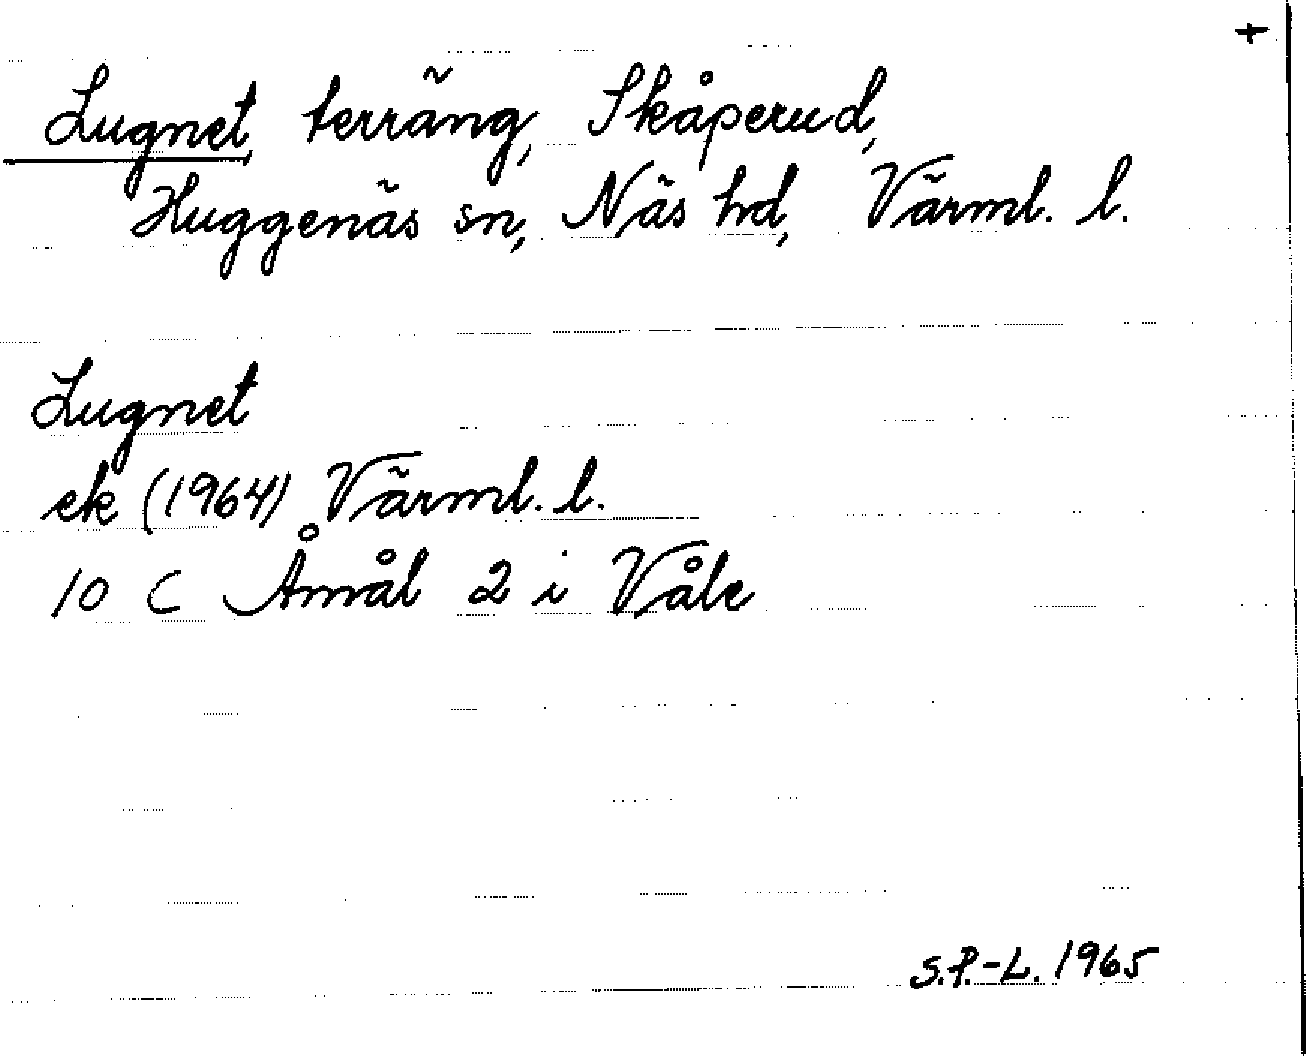 +
Lugnet, terräng, Skåperud,
Huggenäs sn, Näs hd, Värml. l.
Lugnet
ek (1964) Värml. l.
10 C Åmål 2 i Våle
S.P.-L. 1965